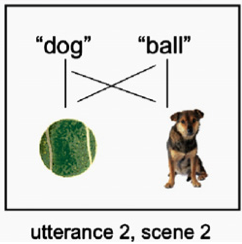 “dog” “ball”
utterance 2, scene 2